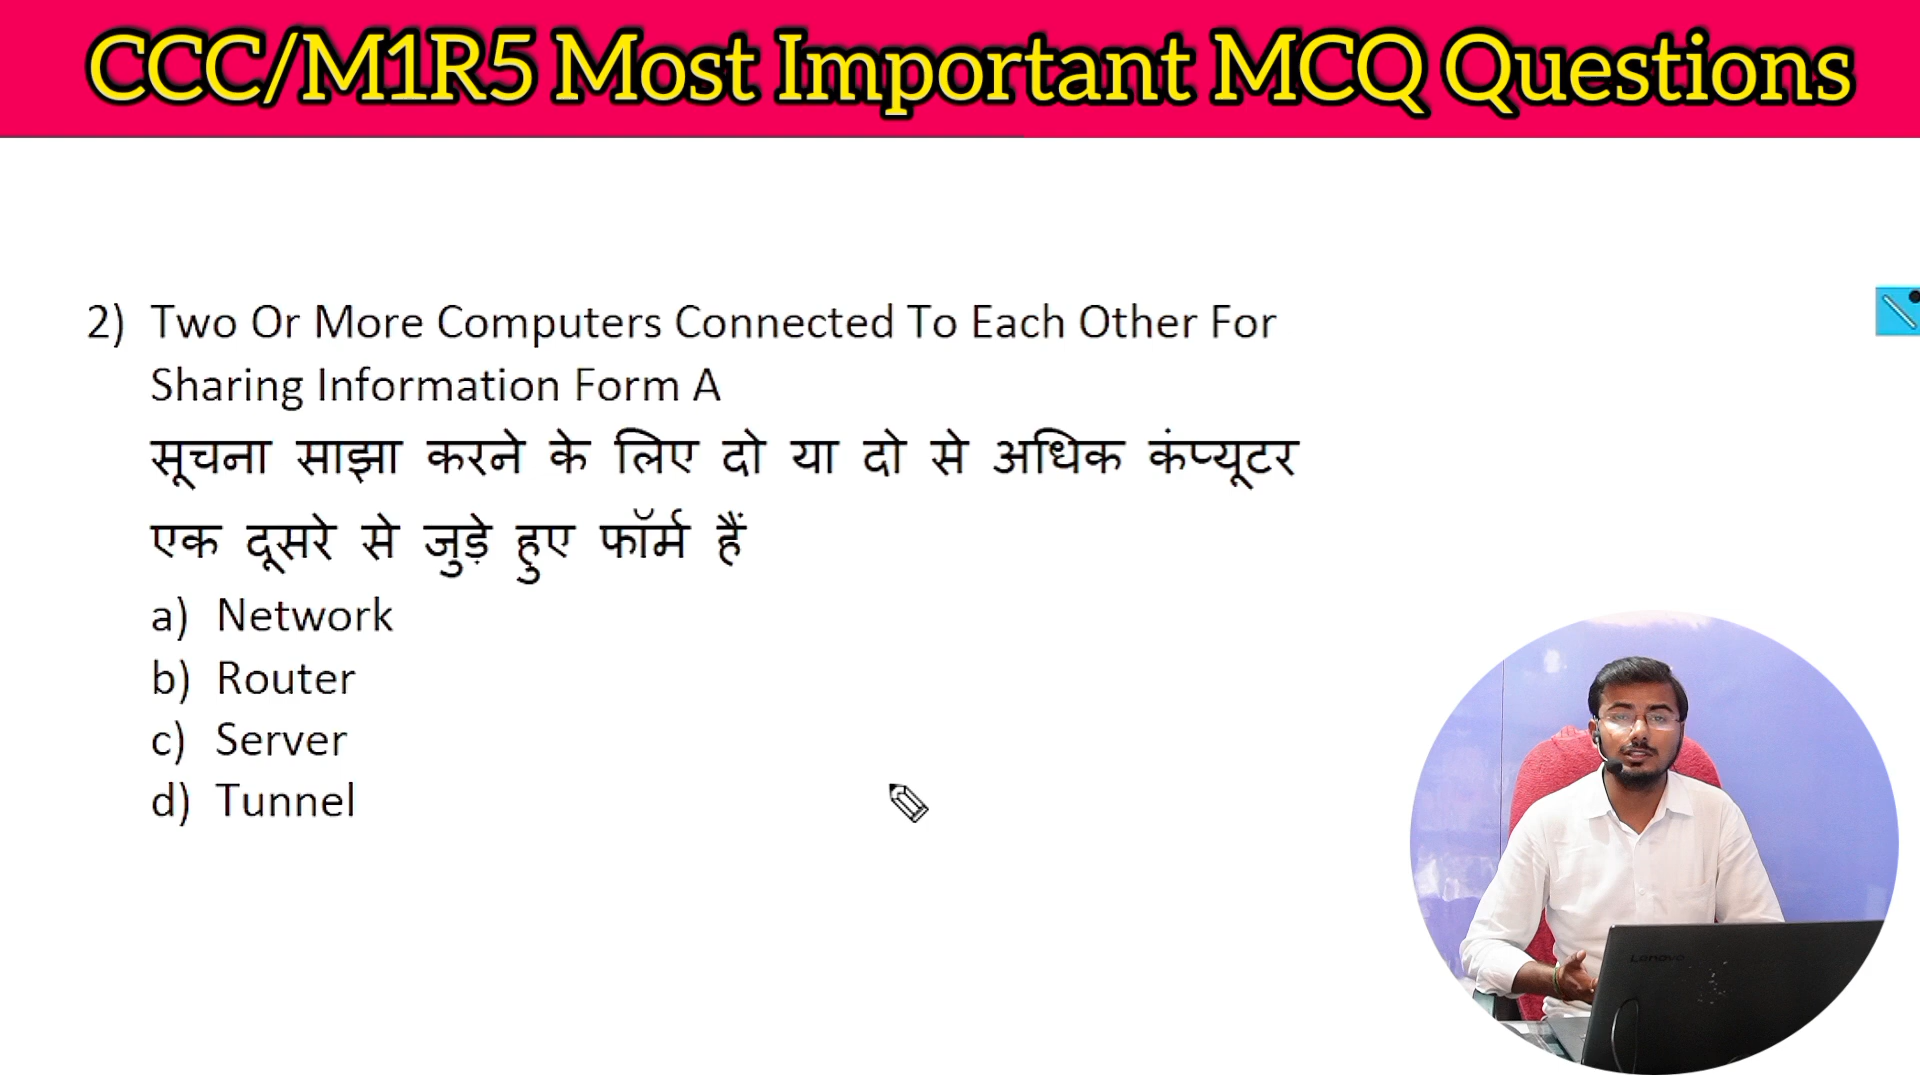 CCC/M1R5 Most Important MCQ Questions
2) Two Or More Computers Connected To Each Other For
Sharing Information Form A
सूचना साझा करने के लिए दो या दो से अधिक कंप्यूटर
एक दूसरे से जुड़े हुए फॉर्म हैं
a) Network
b) Router
c) Server
d) Tunnel
Lenovo